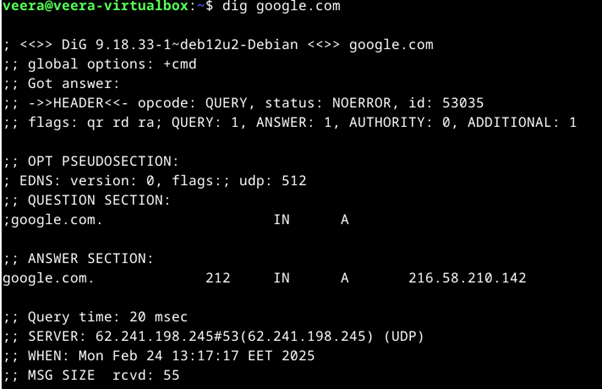 veera@veera-virtualbox:~$ dig google.com
; <<>> DiG 9.18.33-1~deb12u2-Debian <<>> google.com
;; global options: +cmd
;; Got answer:
;; ->>HEADER<<- opcode: QUERY, status: NOERROR, id: 53035
;; flags: qr rd ra; QUERY: 1, ANSWER: 1, AUTHORITY: 0, ADDITIONAL: 1
;; OPT PSEUDOSECTION:
; EDNS: version: 0, flags:; udp: 512
;; QUESTION SECTION:
;google.com. IN A
;; ANSWER SECTION:
google.com. 212 IN A 216.58.210.142
;; Query time: 20 msec
;; SERVER: 62.241.198.245#53(62.241.198.245) (UDP)
;; WHEN: Mon Feb 24 13:17:17 EET 2025
;; MSG SIZE  rcvd: 55